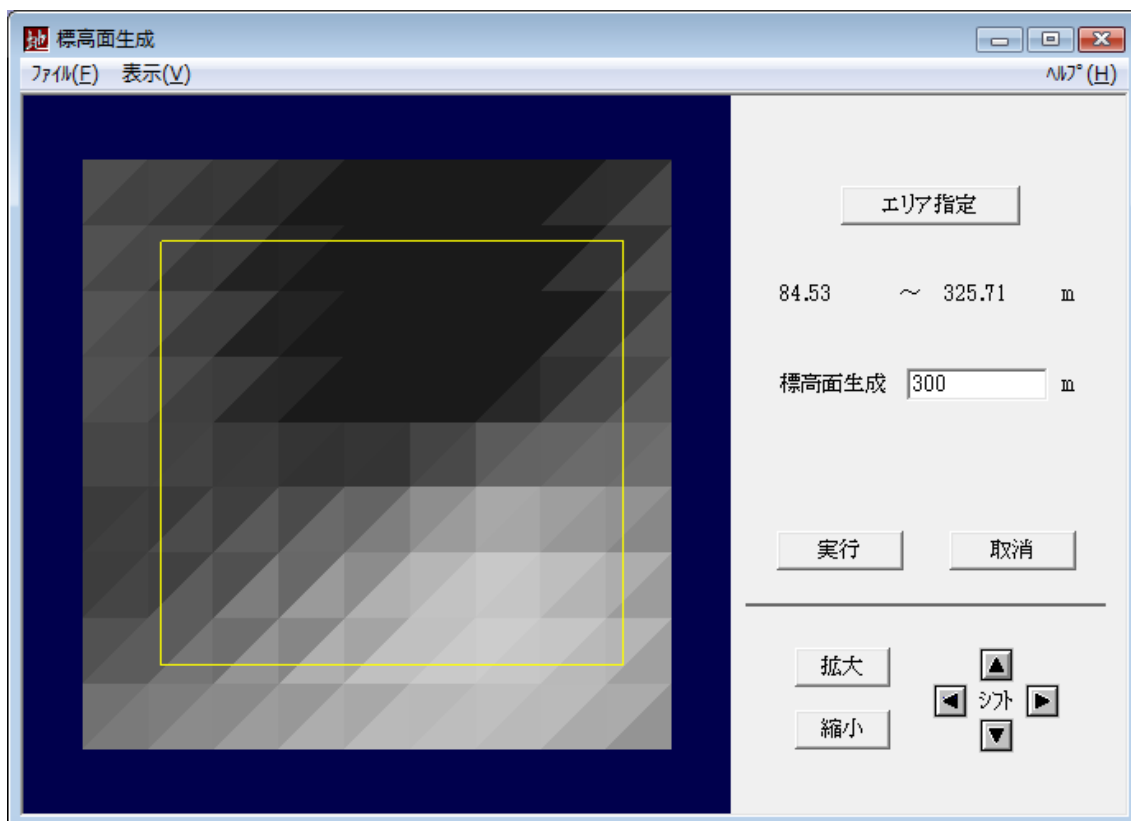 地 標高面生成
ﾌｧｲﾙ(F) 表示(V) ﾍﾙﾌﾟ(H)
エリア指定
84.53 ～ 325.71 m
標高面生成 300 m
実行 取消
拡大
シフト
縮小